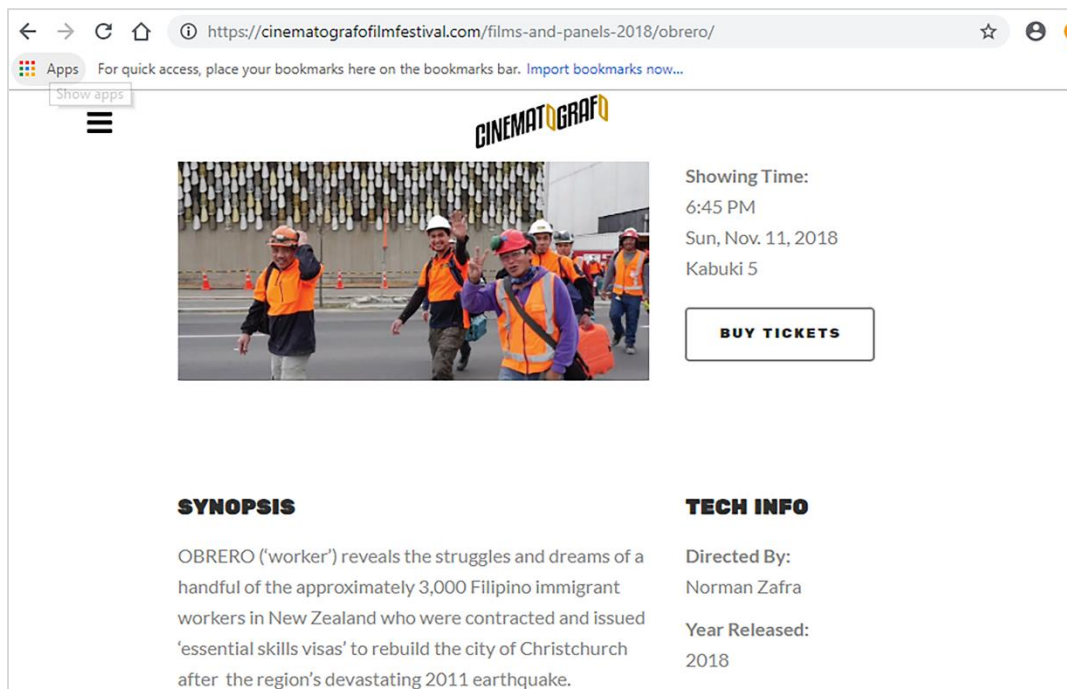 https://cinematografofilmfestival.com/films-and-panels-2018/obrero/
Apps For quick access, place your bookmarks here on the bookmarks bar. Import bookmarks now...
Show apps
CINEMATOGRAFO
Showing Time:
6:45 PM
Sun, Nov. 11, 2018
Kabuki 5
BUY TICKETS
SYNOPSIS
OBRERO (‘worker’) reveals the struggles and dreams of a
handful of the approximately 3,000 Filipino immigrant
workers in New Zealand who were contracted and issued
‘essential skills visas’ to rebuild the city of Christchurch
after the region’s devastating 2011 earthquake.
TECH INFO
Directed By:
Norman Zafra
Year Released:
2018